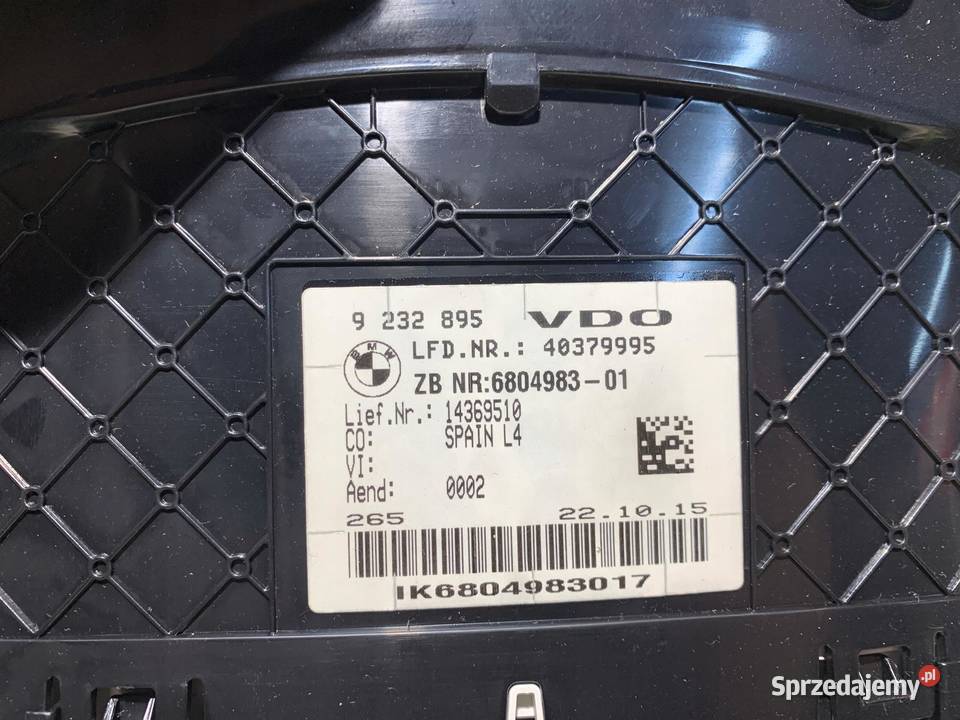 9 232 895 VDO
BMW
LFD.NR.: 40379995
ZB NR:6804983-01
Lief.Nr.: 14369510
CO: SPAIN L4
VI:
Aend: 0002
265 22.10.15
IK6804983017
Sprzedajemy.pl